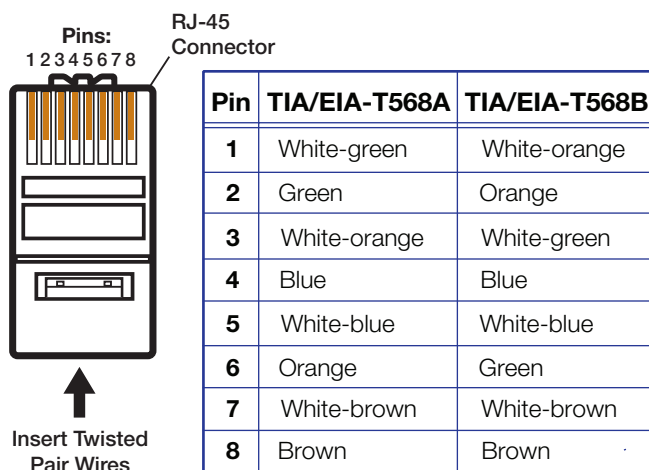 Pins:
RJ-45
Connector
1 2 3 4 5 6 7 8
Pin TIA/EIA-T568A TIA/EIA-T568B
1 White-green White-orange
2 Green Orange
3 White-orange White-green
4 Blue Blue
5 White-blue White-blue
6 Orange Green
7 White-brown White-brown
8 Brown Brown
Insert Twisted
Pair Wires